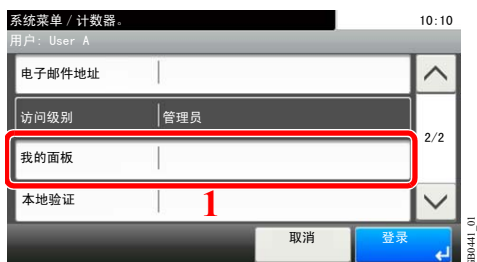 系统菜单 / 计数器。
10:10
用户: User A
电子邮件地址
访问级别 管理员
2/2
我的面板
本地验证
1
取消 登录